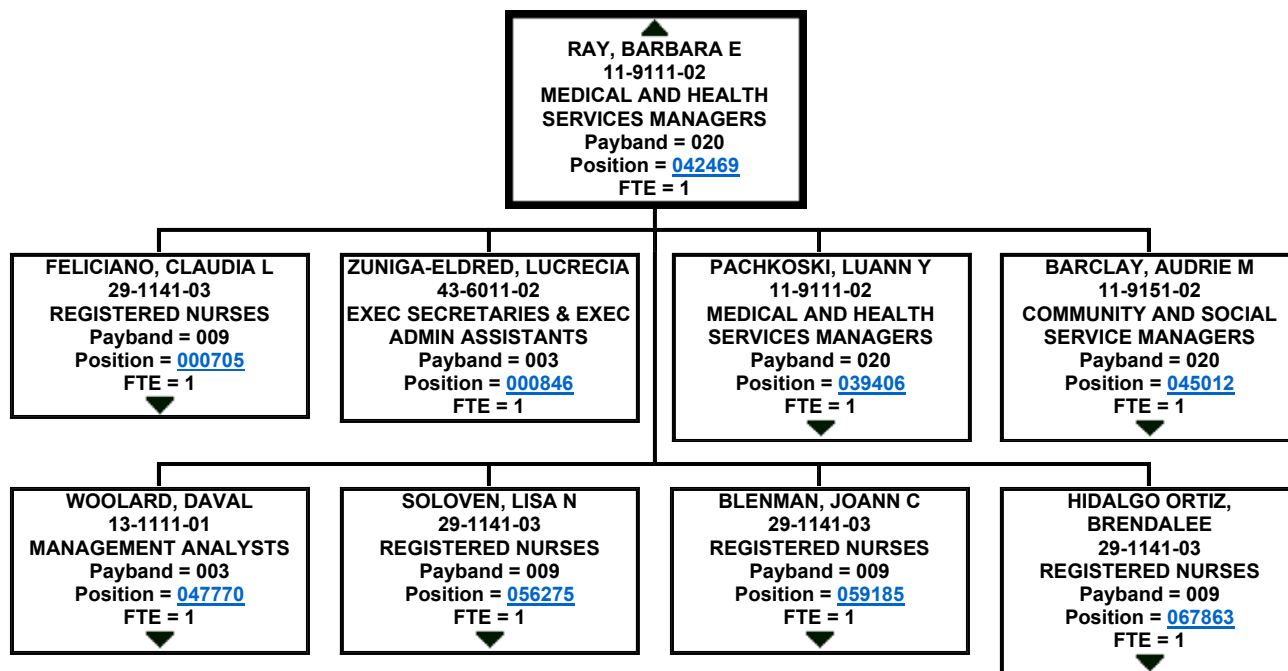 RAY, BARBARA E
11-9111-02
MEDICAL AND HEALTH
SERVICES MANAGERS
Payband = 020
Position = 042469
FTE = 1
FELICIANO, CLAUDIA L
29-1141-03
REGISTERED NURSES
Payband = 009
Position = 000705
FTE = 1
ZUNIGA-ELDRED, LUCRECIA
43-6011-02
EXEC SECRETARIES & EXEC
ADMIN ASSISTANTS
Payband = 003
Position = 000846
FTE = 1
PACHKOSKI, LUANN Y
11-9111-02
MEDICAL AND HEALTH
SERVICES MANAGERS
Payband = 020
Position = 039406
FTE = 1
BARCLAY, AUDRIE M
11-9151-02
COMMUNITY AND SOCIAL
SERVICE MANAGERS
Payband = 020
Position = 045012
FTE = 1
WOOLARD, DAVAL
13-1111-01
MANAGEMENT ANALYSTS
Payband = 003
Position = 047770
FTE = 1
SOLOVEN, LISA N
29-1141-03
REGISTERED NURSES
Payband = 009
Position = 056275
FTE = 1
BLENMAN, JOANN C
29-1141-03
REGISTERED NURSES
Payband = 009
Position = 059185
FTE = 1
HIDALGO ORTIZ,
BRENDALEE
29-1141-03
REGISTERED NURSES
Payband = 009
Position = 067863
FTE = 1